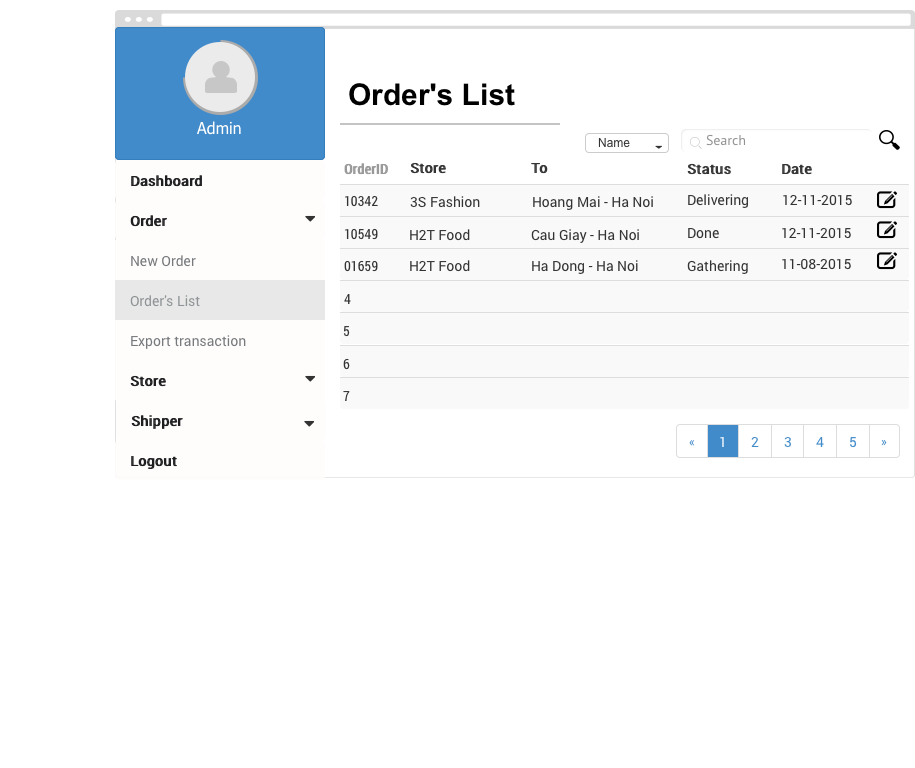 Admin
Dashboard
Order
New Order
Order's List
Export transaction
Store
Shipper
Logout
Order's List
Name Search
OrderID Store To Status Date
10342 3S Fashion Hoang Mai - Ha Noi Delivering 12-11-2015
10549 H2T Food Cau Giay - Ha Noi Done 12-11-2015
01659 H2T Food Ha Dong - Ha Noi Gathering 11-08-2015
4
5
6
7
« 1 2 3 4 5 »